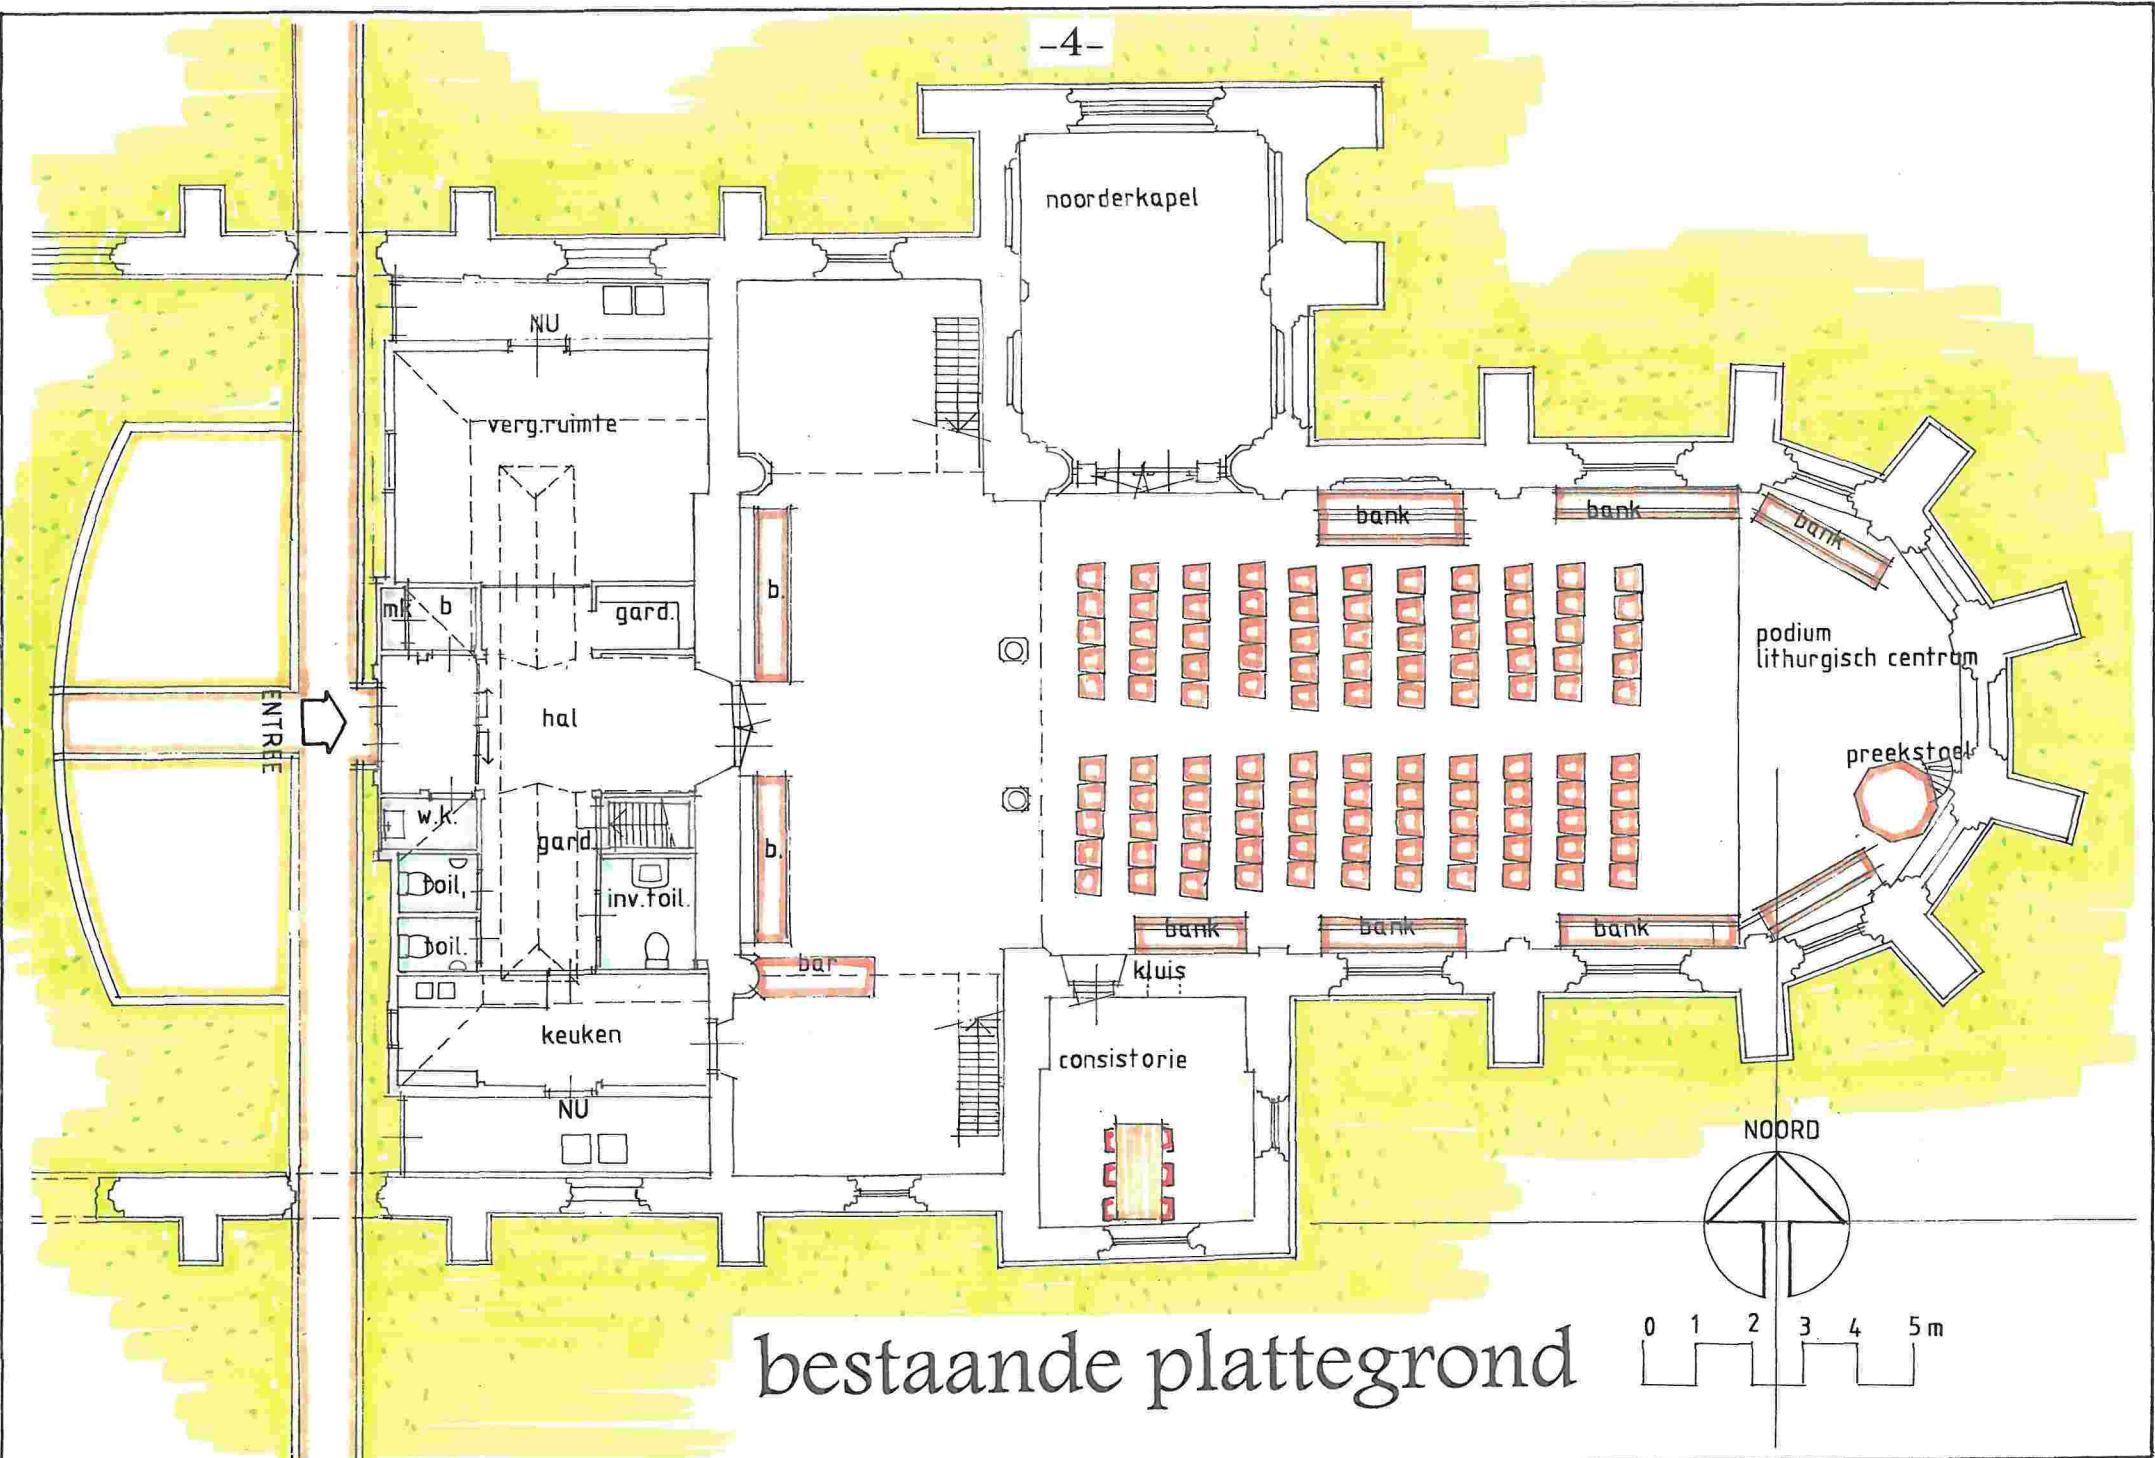 -4-
noorderkapel
NU
verg.ruimte
bank
bank
bank
mk
b
gard.
b.
podium
lithurgisch centrum
ENTREE
hal
preekstoel
w.k.
gard.
b.
toil.
inv.toil.
toil.
bar
bank
bank
bank
kluis
keuken
consistorie
NU
NOORD
0 1 2 3 4 5 m
bestaande plattegrond